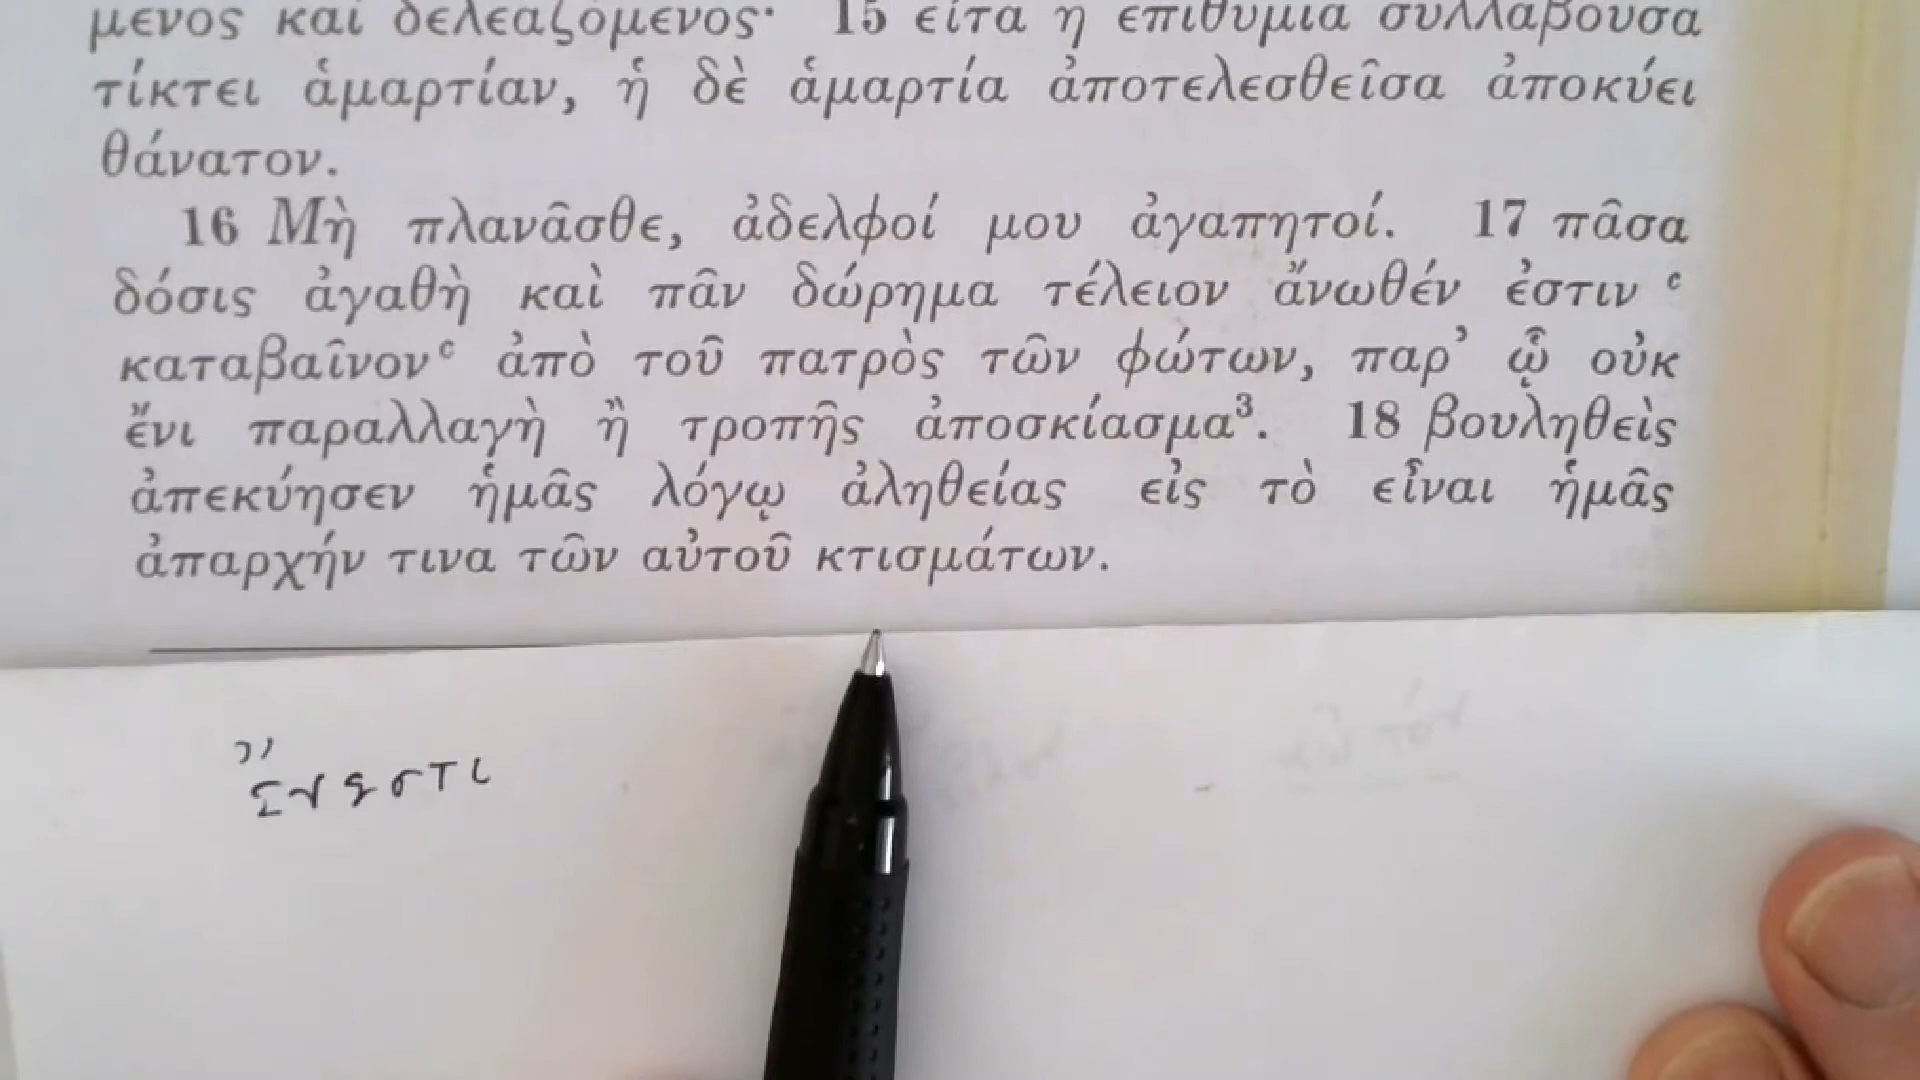 μενος καὶ δελεαζόμενος· 15 εἶτα ἡ ἐπιθυμία συλλαβοῦσα
τίκτει ἁμαρτίαν, ἡ δὲ ἁμαρτία ἀποτελεσθεῖσα ἀποκύει
θάνατον.
16 Μὴ πλανᾶσθε, ἀδελφοί μου ἀγαπητοί. 17 πᾶσα
δόσις ἀγαθὴ καὶ πᾶν δώρημα τέλειον ἄνωθέν ἐστιν ᶜ
καταβαῖνονᶜ ἀπὸ τοῦ πατρὸς τῶν φώτων, παρ’ ᾧ οὐκ
ἔνι παραλλαγὴ ἢ τροπῆς ἀποσκίασμα³. 18 βουληθεὶς
ἀπεκύησεν ἡμᾶς λόγῳ ἀληθείας εἰς τὸ εἶναι ἡμᾶς
ἀπαρχήν τινα τῶν αὐτοῦ κτισμάτων.
ἔνεστι